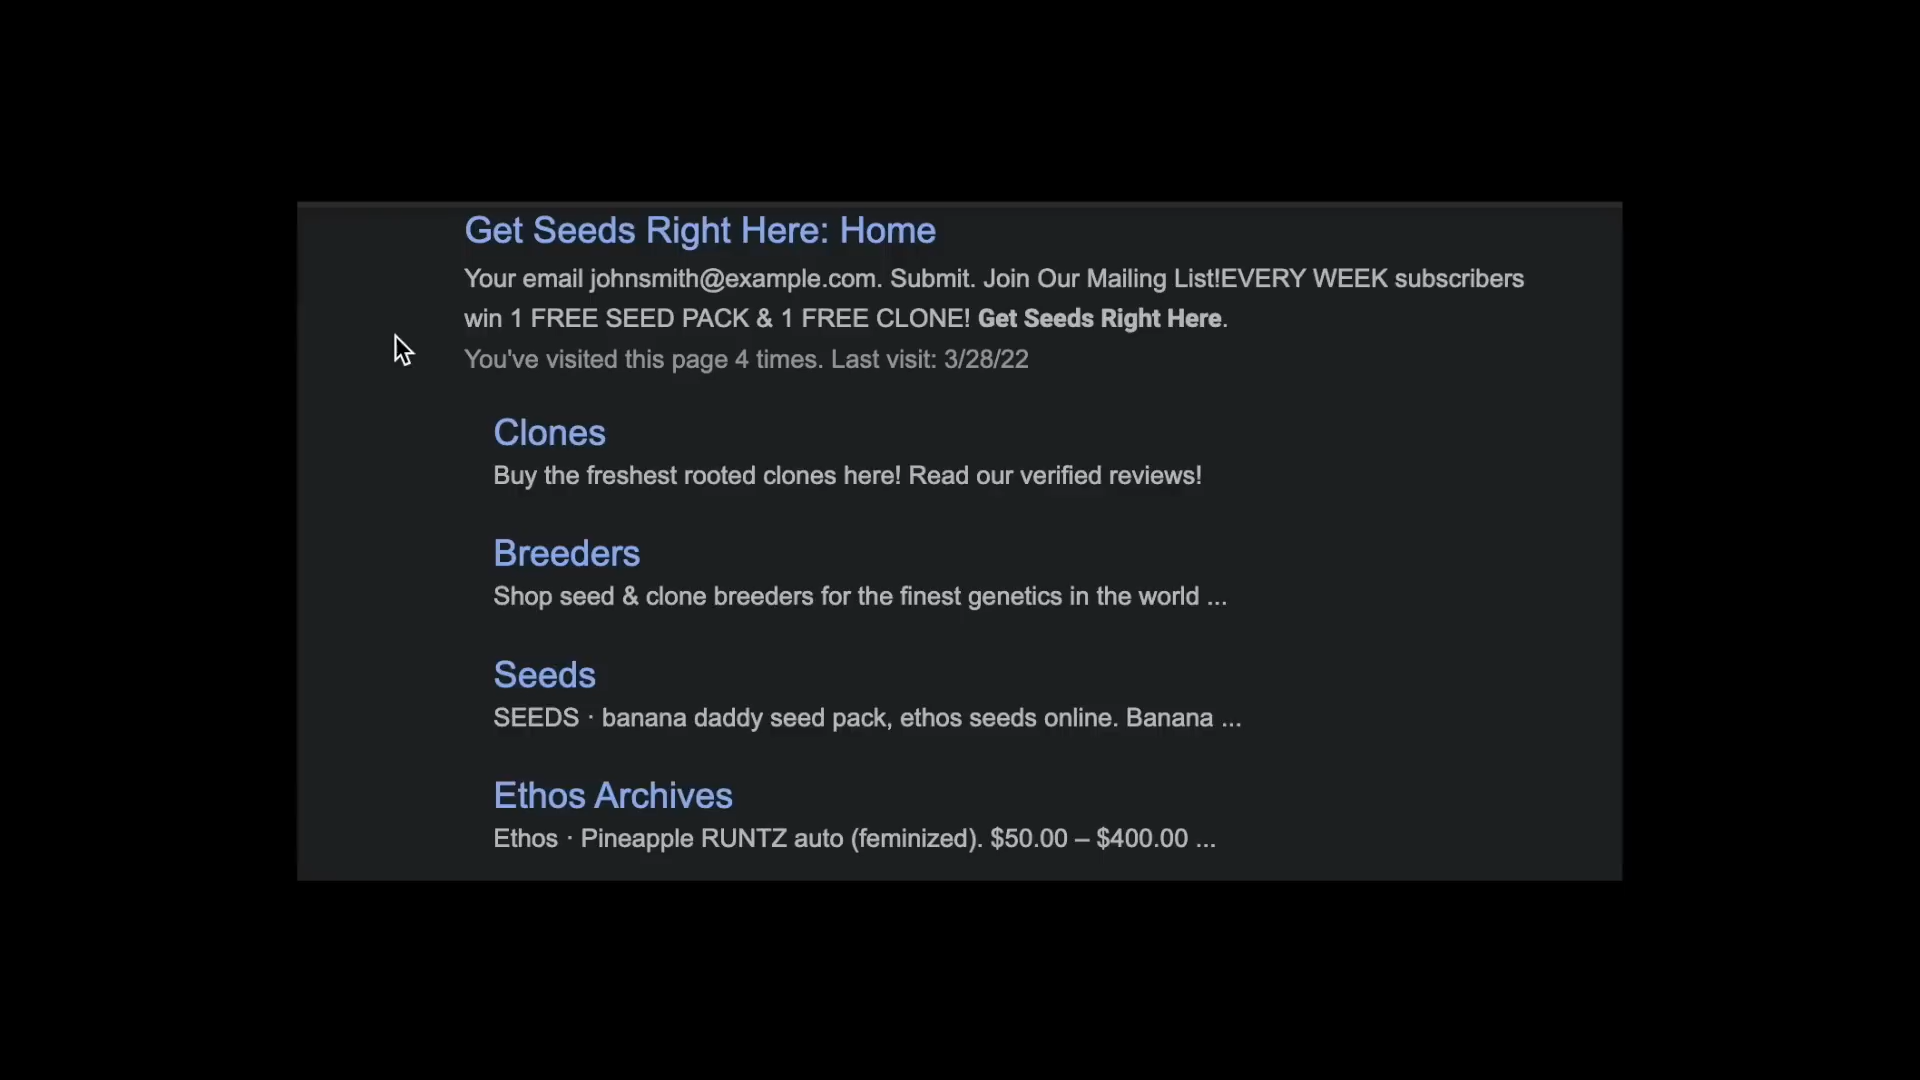 Get Seeds Right Here: Home
Your email johnsmith@example.com. Submit. Join Our Mailing List!EVERY WEEK subscribers
win 1 FREE SEED PACK & 1 FREE CLONE! Get Seeds Right Here.
You've visited this page 4 times. Last visit: 3/28/22
Clones
Buy the freshest rooted clones here! Read our verified reviews!
Breeders
Shop seed & clone breeders for the finest genetics in the world ...
Seeds
SEEDS · banana daddy seed pack, ethos seeds online. Banana ...
Ethos Archives
Ethos · Pineapple RUNTZ auto (feminized). $50.00 – $400.00 ...